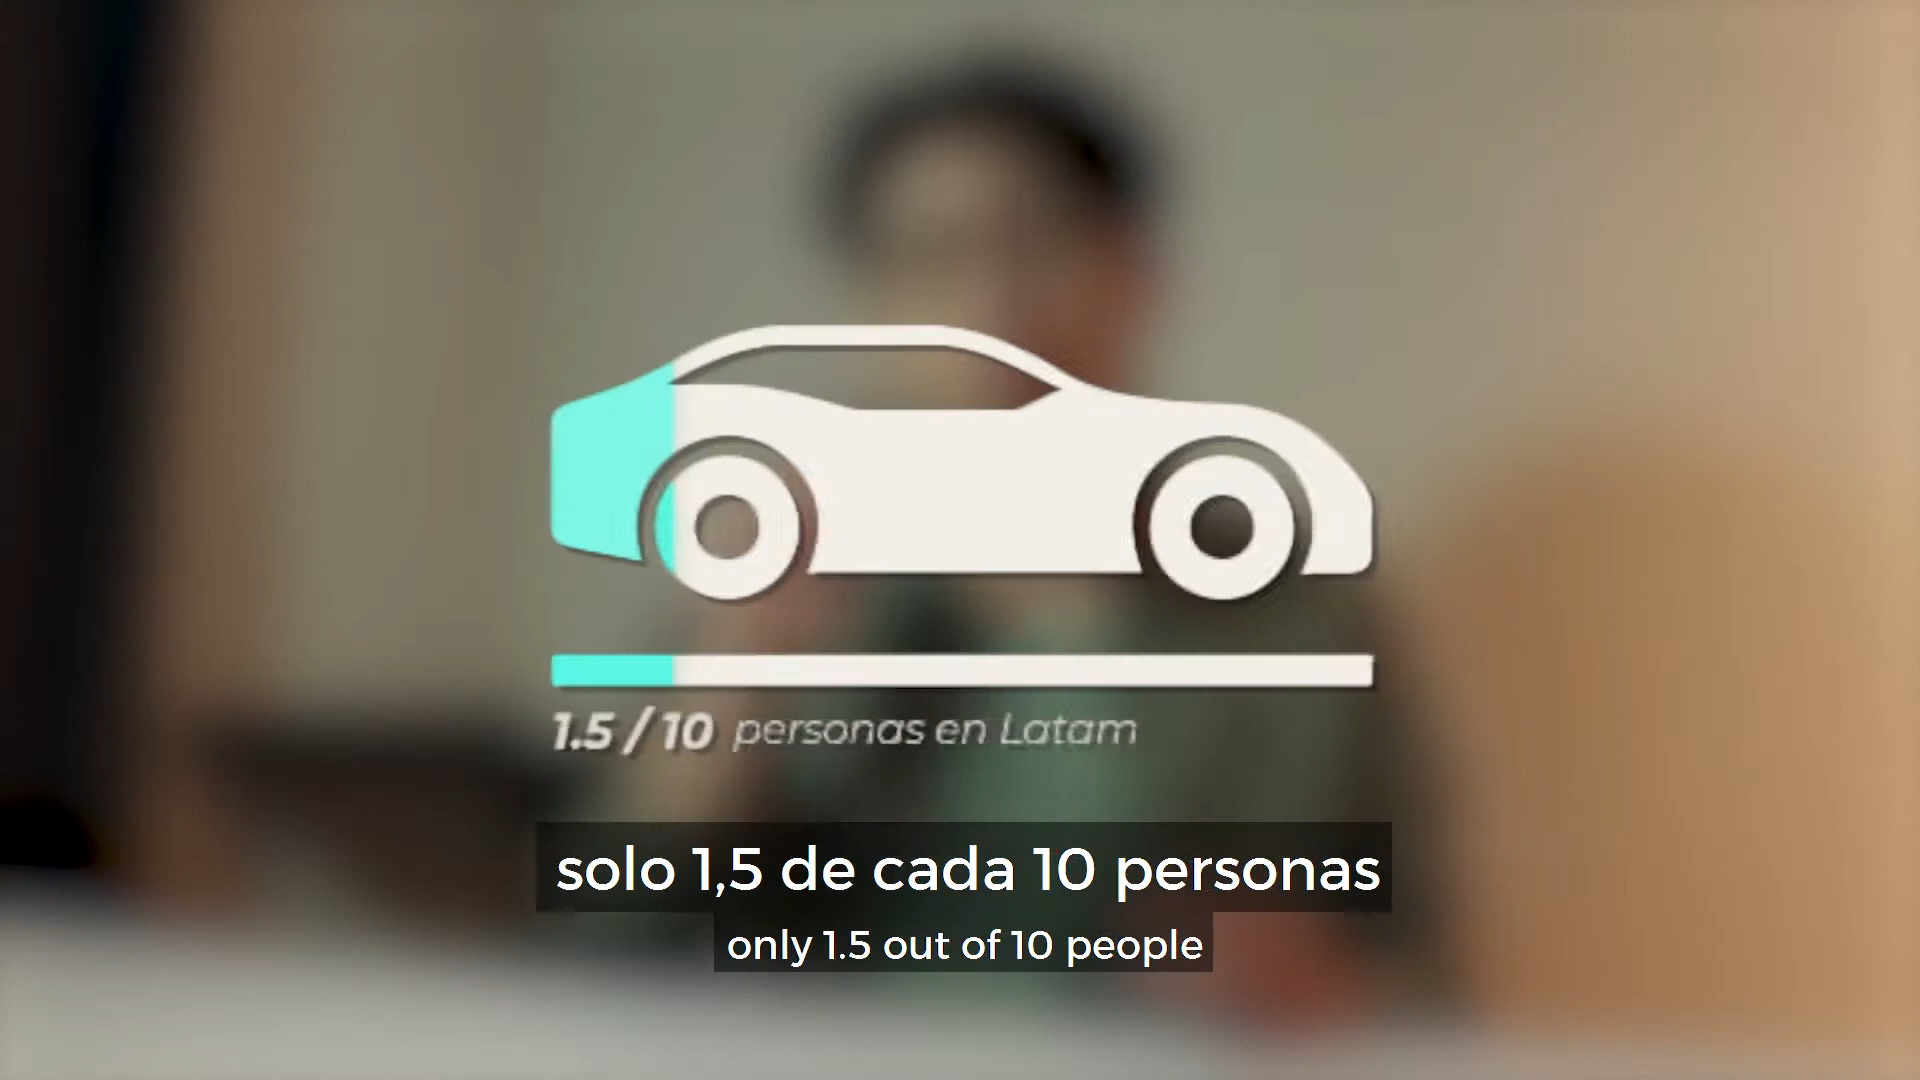 1.5 / 10 personas en Latam
solo 1,5 de cada 10 personas
only 1.5 out of 10 people